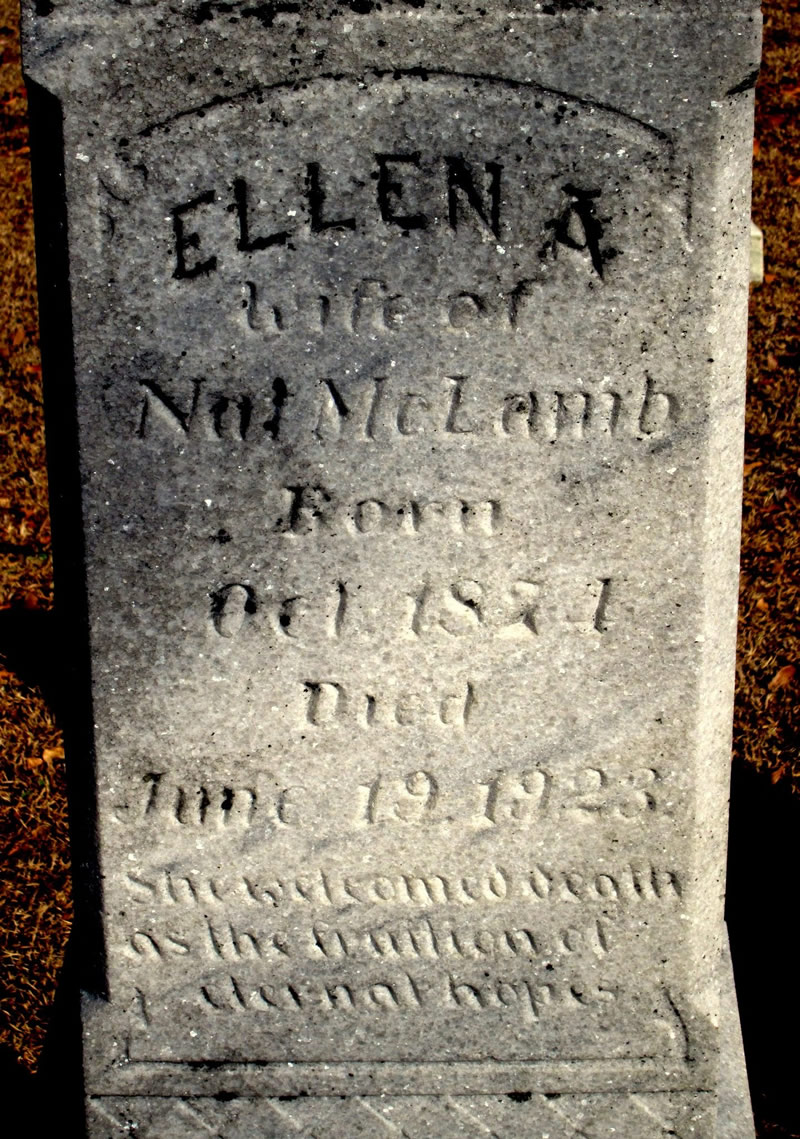 ELLEN A
wife of
Nat McLamb
Born
Oct. 1874
Died
June 19. 1923.
She welcomed death
as the fruition of
eternal hopes